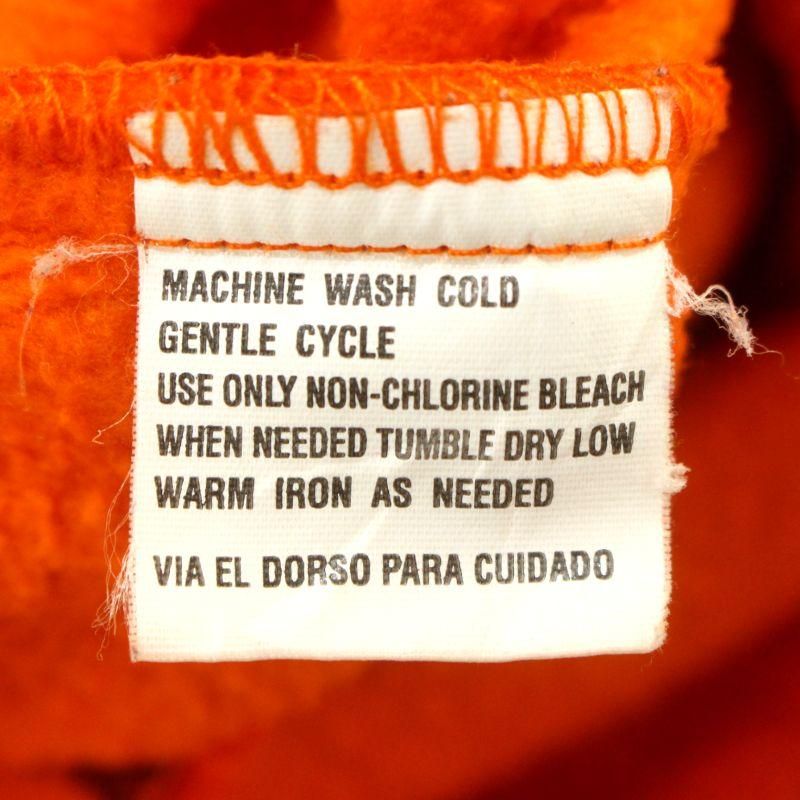 MACHINE WASH COLD
GENTLE CYCLE
USE ONLY NON-CHLORINE BLEACH
WHEN NEEDED TUMBLE DRY LOW
WARM IRON AS NEEDED
VIA EL DORSO PARA CUIDADO